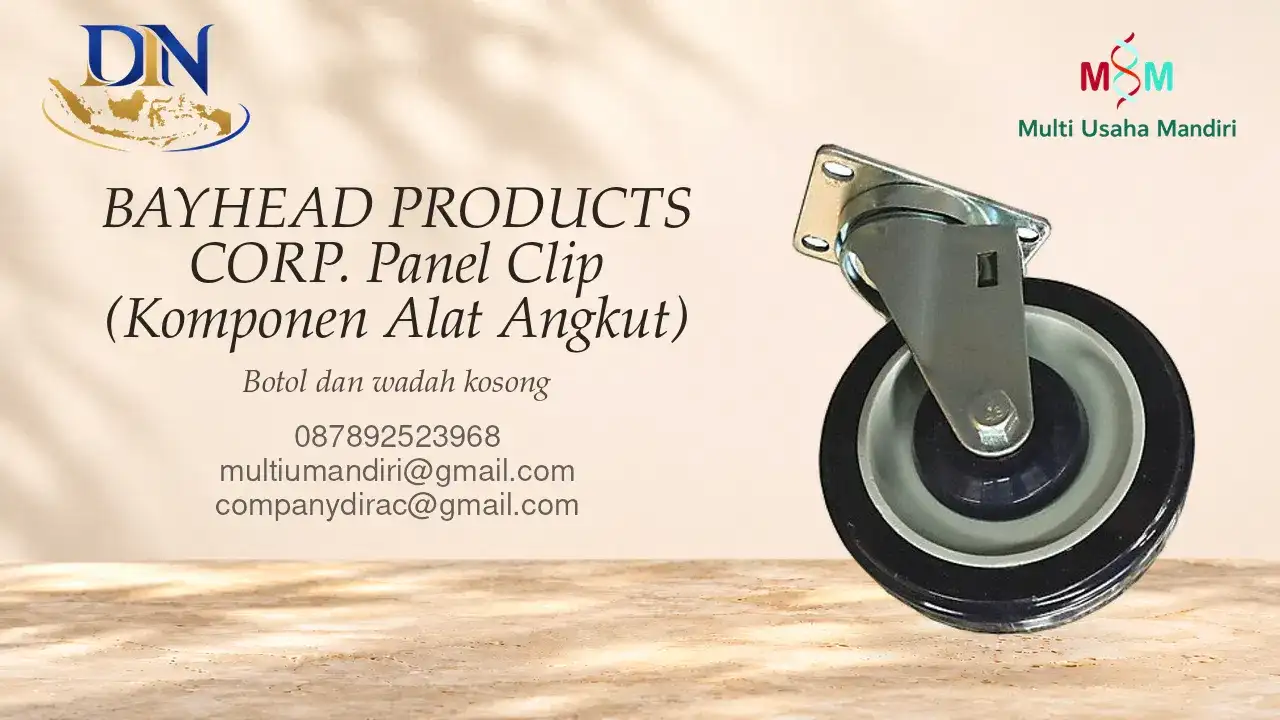 DN
M M
Multi Usaha Mandiri
BAYHEAD PRODUCTS
CORP. Panel Clip
(Komponen Alat Angkut)
Botol dan wadah kosong
087892523968
multiumandiri@gmail.com
companydirac@gmail.com